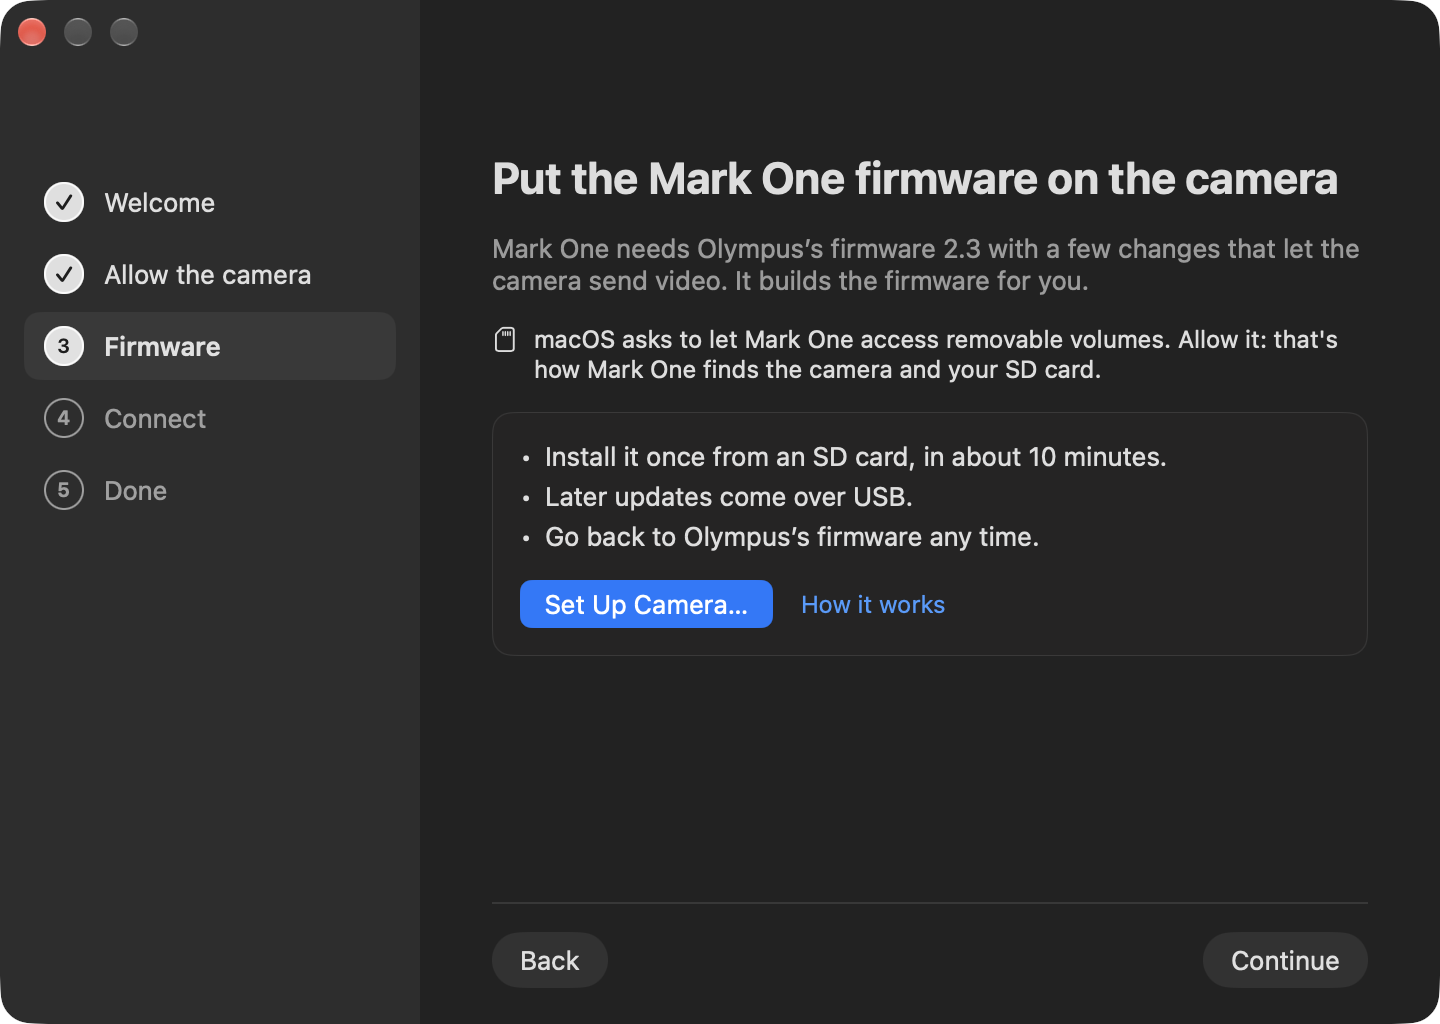 Welcome
Allow the camera
3 Firmware
4 Connect
5 Done
Put the Mark One firmware on the camera
Mark One needs Olympus’s firmware 2.3 with a few changes that let the
camera send video. It builds the firmware for you.
macOS asks to let Mark One access removable volumes. Allow it: that's
how Mark One finds the camera and your SD card.
• Install it once from an SD card, in about 10 minutes.
• Later updates come over USB.
• Go back to Olympus’s firmware any time.
Set Up Camera... How it works
Back Continue